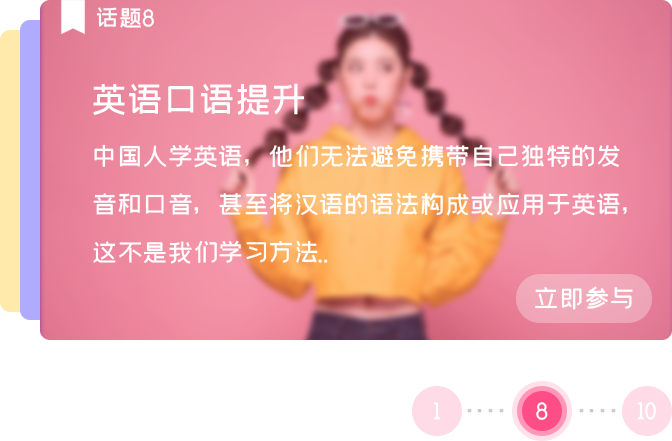 话题8
英语口语提升
中国人学英语，他们无法避免携带自己独特的发
音和口音，甚至将汉语的语法构成或应用于英语，
这不是我们学习方法..
立即参与
1 8 10